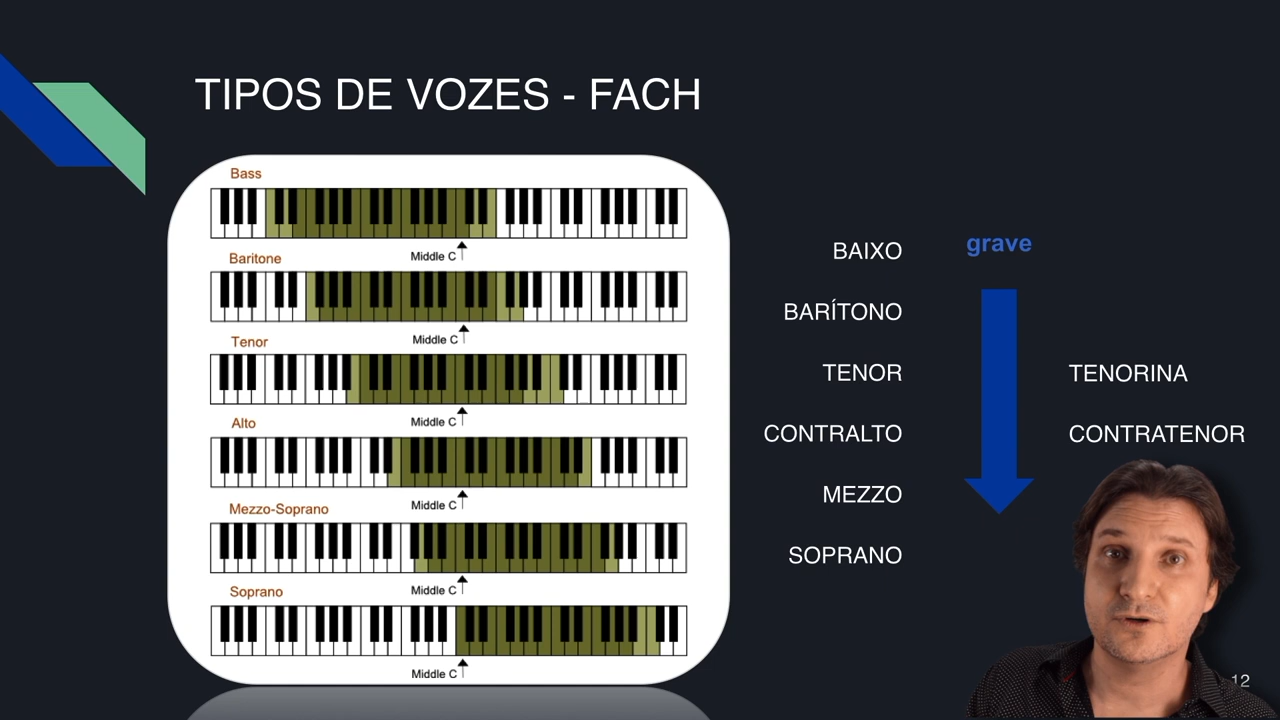 TIPOS DE VOZES - FACH
Bass
Middle C
Baritone
Middle C
Tenor
Middle C
Alto
Middle C
Mezzo-Soprano
Middle C
Soprano
Middle C
BAIXO
BARÍTONO
TENOR
CONTRALTO
MEZZO
SOPRANO
grave
TENORINA
CONTRATENOR
12